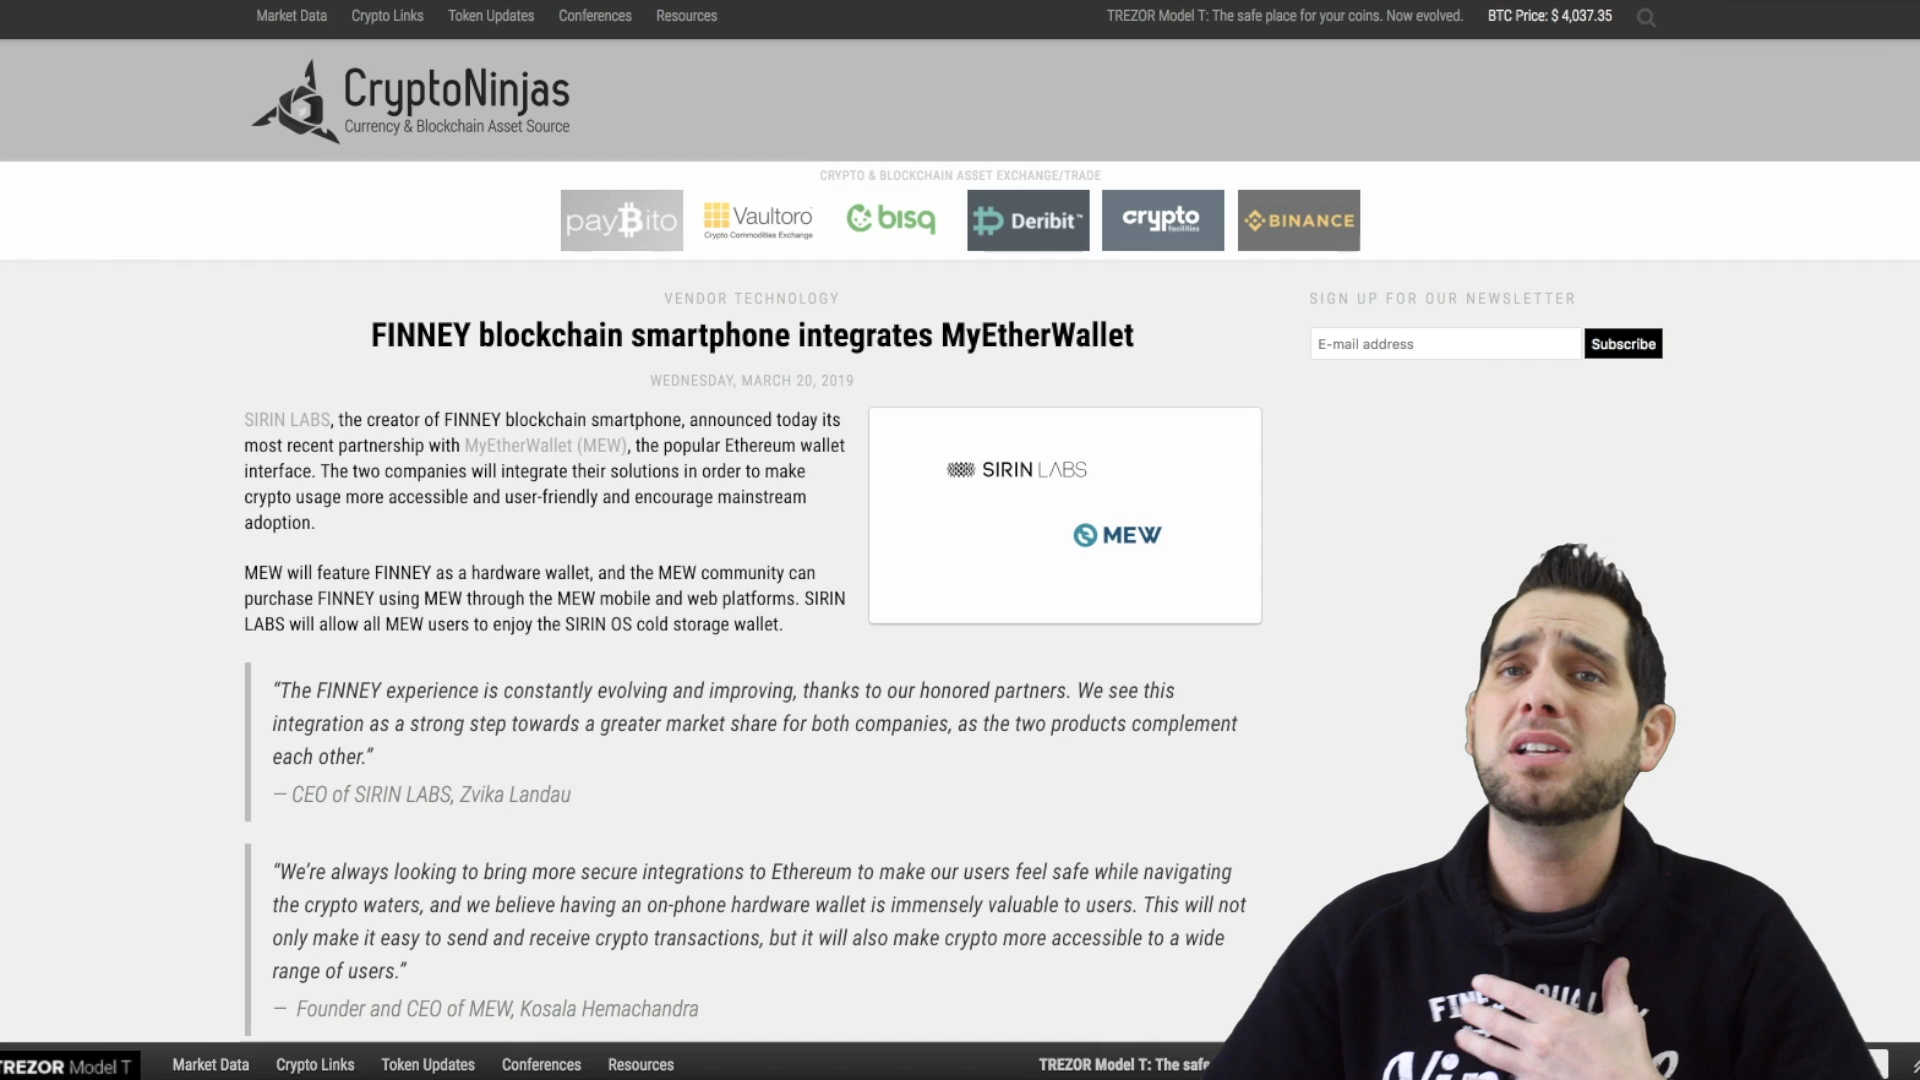 Market Data Crypto Links Token Updates Conferences Resources TREZOR Model T: The safe place for your coins. Now evolved. BTC Price: $ 4,037.35
CryptoNinjas
Currency & Blockchain Asset Source
CRYPTO & BLOCKCHAIN ASSET EXCHANGE/TRADE
payBito Vaultoro bisq Deribit™ crypto BINANCE
Crypto Commodities Exchange facilities
VENDOR TECHNOLOGY
FINNEY blockchain smartphone integrates MyEtherWallet
WEDNESDAY, MARCH 20, 2019
SIRIN LABS, the creator of FINNEY blockchain smartphone, announced today its
most recent partnership with MyEtherWallet (MEW), the popular Ethereum wallet
interface. The two companies will integrate their solutions in order to make
crypto usage more accessible and user-friendly and encourage mainstream
adoption.
SIRIN LABS
MEW
MEW will feature FINNEY as a hardware wallet, and the MEW community can
purchase FINNEY using MEW through the MEW mobile and web platforms. SIRIN
LABS will allow all MEW users to enjoy the SIRIN OS cold storage wallet.
“The FINNEY experience is constantly evolving and improving, thanks to our honored partners. We see this
integration as a strong step towards a greater market share for both companies, as the two products complement
each other.”
— CEO of SIRIN LABS, Zvika Landau
“We’re always looking to bring more secure integrations to Ethereum to make our users feel safe while navigating
the crypto waters, and we believe having an on-phone hardware wallet is immensely valuable to users. This will not
only make it easy to send and receive crypto transactions, but it will also make crypto more accessible to a wide
range of users.”
— Founder and CEO of MEW, Kosala Hemachandra
SIGN UP FOR OUR NEWSLETTER
E-mail address Subscribe
TREZOR Model T Market Data Crypto Links Token Updates Conferences Resources TREZOR Model T: The safe